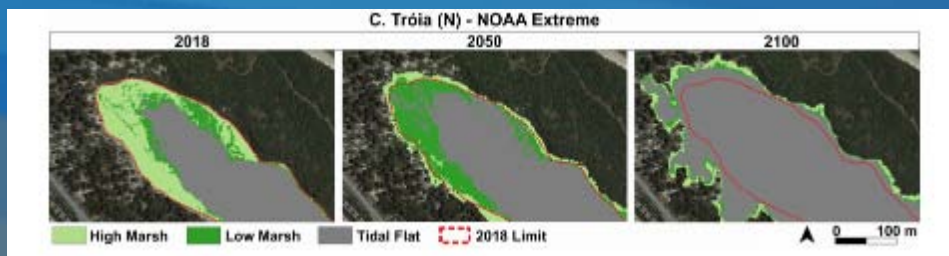 C. Tróia (N) - NOAA Extreme
2018
2050
2100
High Marsh
Low Marsh
Tidal Flat
2018 Limit
0 100 m